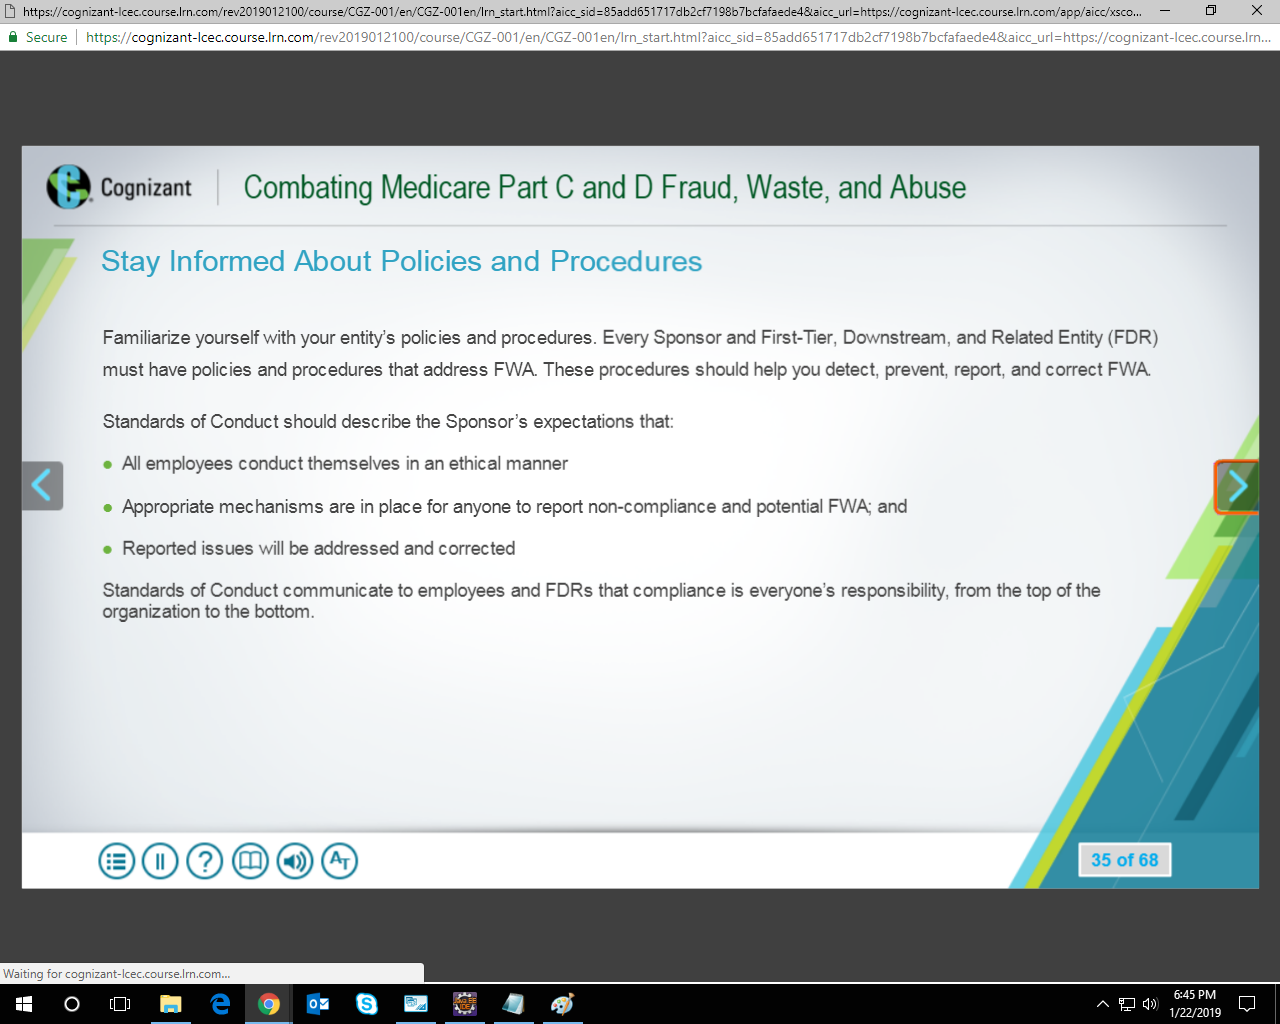 https://cognizant-lcec.course.lrn.com/rev2019012100/course/CGZ-001/en/CGZ-001en/lrn_start.html?aicc_sid=85add651717db2cf7198b7bcfafaede4&aicc_url=https://cognizant-lcec.course.lrn.com/app/aicc/xsco...
Secure https://cognizant-lcec.course.lrn.com/rev2019012100/course/CGZ-001/en/CGZ-001en/lrn_start.html?aicc_sid=85add651717db2cf7198b7bcfafaede4&aicc_url=https://cognizant-lcec.course.lrn...
Cognizant Combating Medicare Part C and D Fraud, Waste, and Abuse
Stay Informed About Policies and Procedures
Familiarize yourself with your entity's policies and procedures. Every Sponsor and First-Tier, Downstream, and Related Entity (FDR)
must have policies and procedures that address FWA. These procedures should help you detect, prevent, report, and correct FWA.
Standards of Conduct should describe the Sponsor's expectations that:
All employees conduct themselves in an ethical manner
Appropriate mechanisms are in place for anyone to report non-compliance and potential FWA; and
Reported issues will be addressed and corrected
Standards of Conduct communicate to employees and FDRs that compliance is everyone's responsibility, from the top of the
organization to the bottom.
35 of 68
Waiting for cognizant-lcec.course.lrn.com...
6:45 PM
1/22/2019